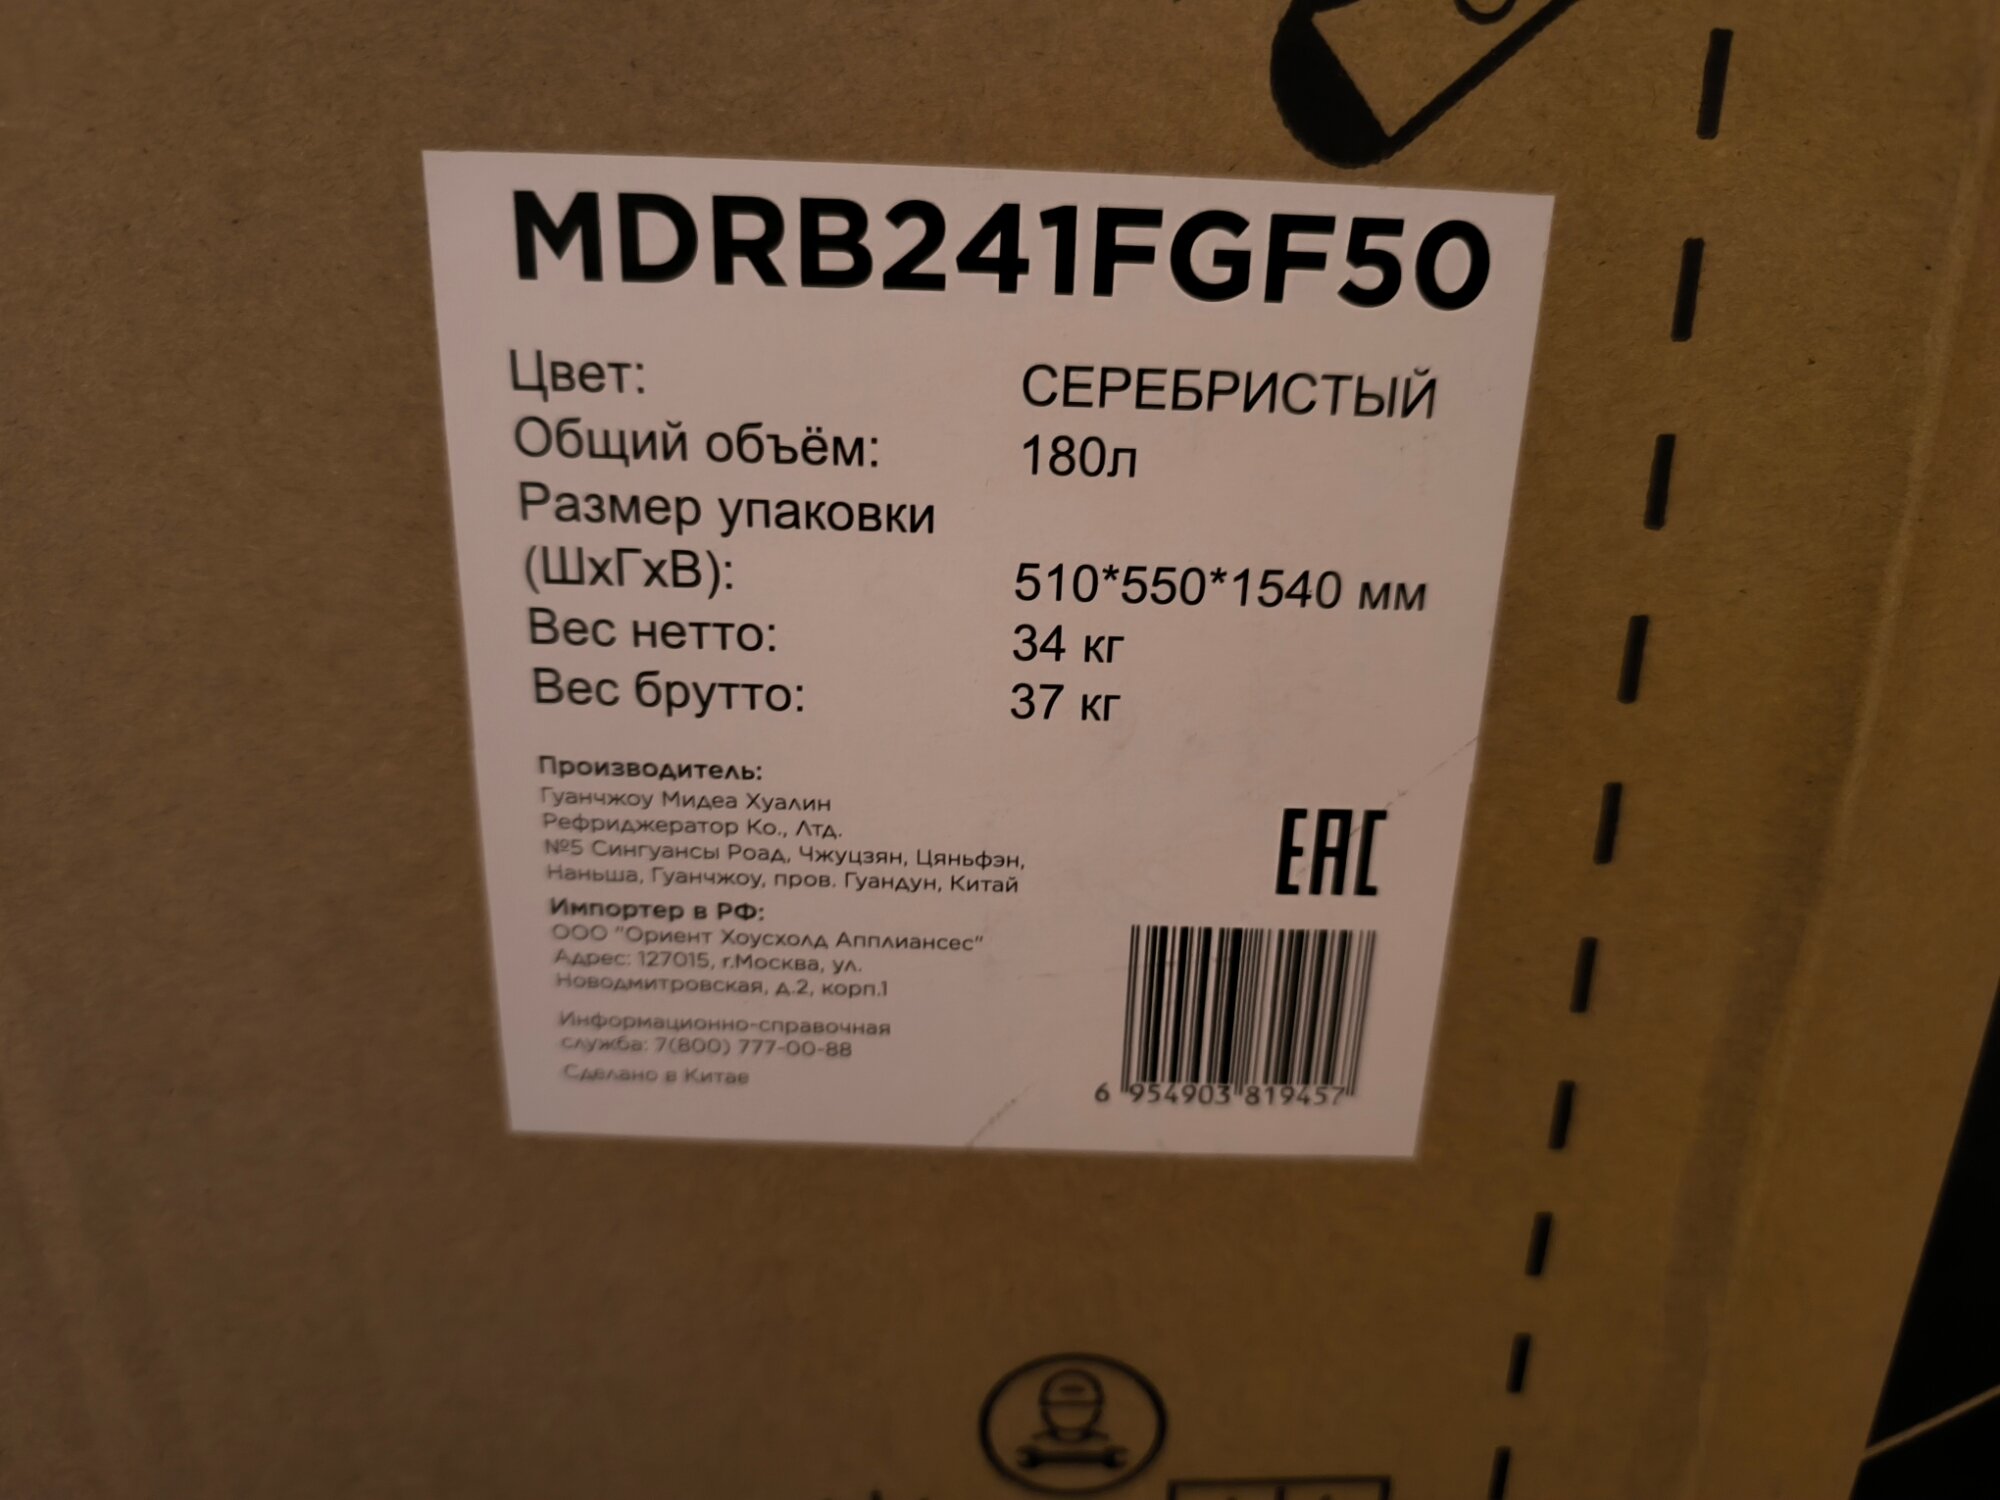 MDRB241FGF50
Цвет: СЕРЕБРИСТЫЙ
Общий объём: 180л
Размер упаковки
(ШхГхВ): 510*550*1540 мм
Вес нетто: 34 кг
Вес брутто: 37 кг
Производитель:
Гуанчжоу Мидеа Хуалин
Рефриджератор Ко., Лтд.
№5 Сингуансы Роад, Чжуцзян, Цяньфэн,
Наньша, Гуанчжоу, пров. Гуандун, Китай
EAC
Импортер в РФ:
ООО "Ориент Хоусхолд Апплиансес"
Адрес: 127015, г.Москва, ул.
Новодмитровская, д.2, корп.1
Информационно-справочная
служба: 7(800) 777-00-88
Сделано в Китае
6 954903 819457